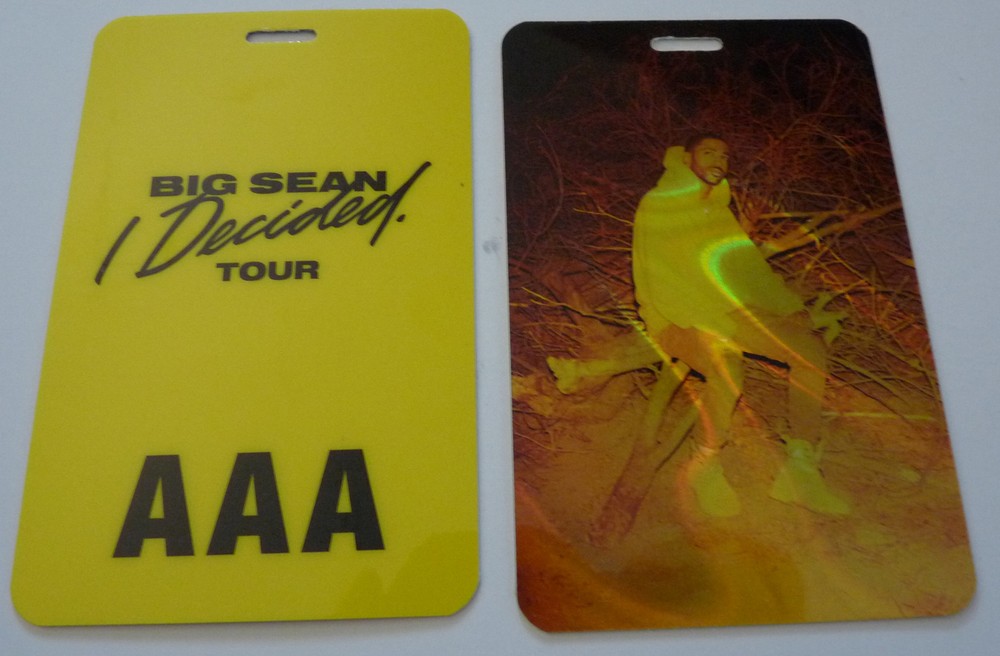 BIG SEAN
I Decided.
TOUR
AAA